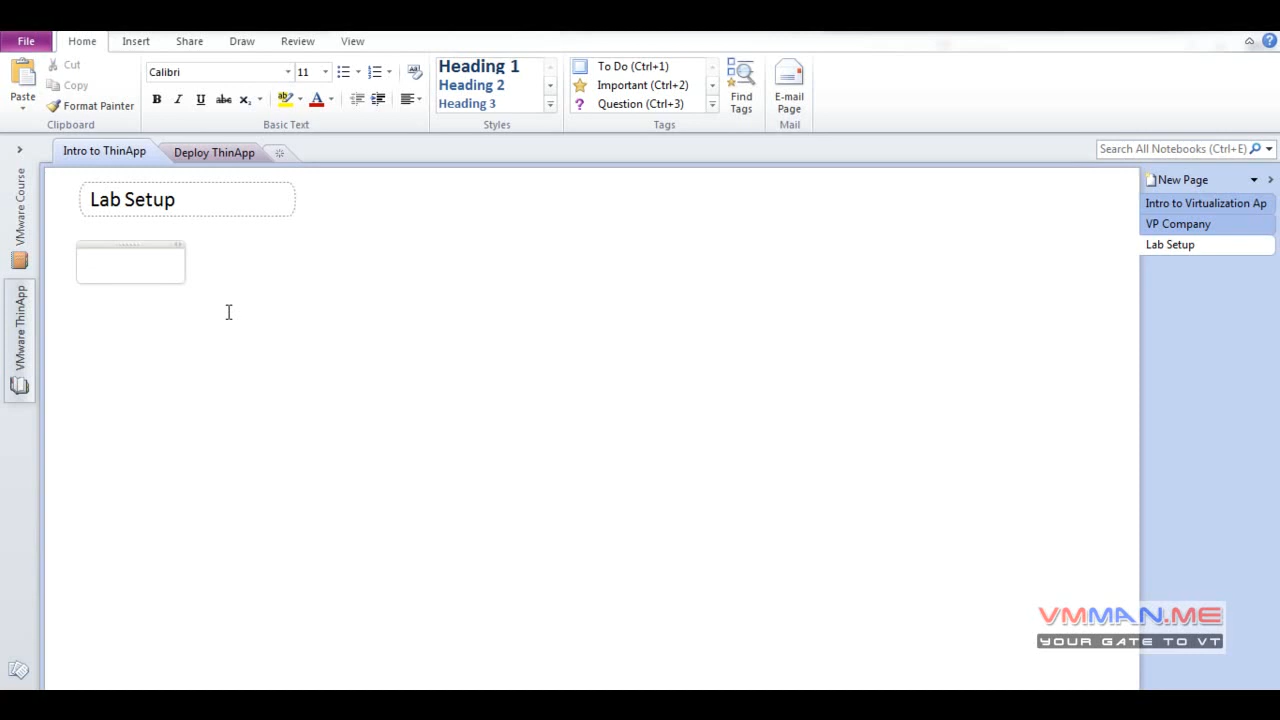 File Home Insert Share Draw Review View
Paste
Cut
Copy
Format Painter
Clipboard
Calibri 11
B I U abc x, ab A
Basic Text
Heading 1
Heading 2
Heading 3
Styles
To Do (Ctrl+1)
Important (Ctrl+2)
Question (Ctrl+3)
Tags
Find
Tags
E-mail
Page
Mail
Intro to ThinApp Deploy ThinApp
Search All Notebooks (Ctrl+E)
VMware Course
VMware ThinApp
Lab Setup
New Page
Intro to Virtualization Ap
VP Company
Lab Setup
VMMAN.ME
YOUR GATE TO VT